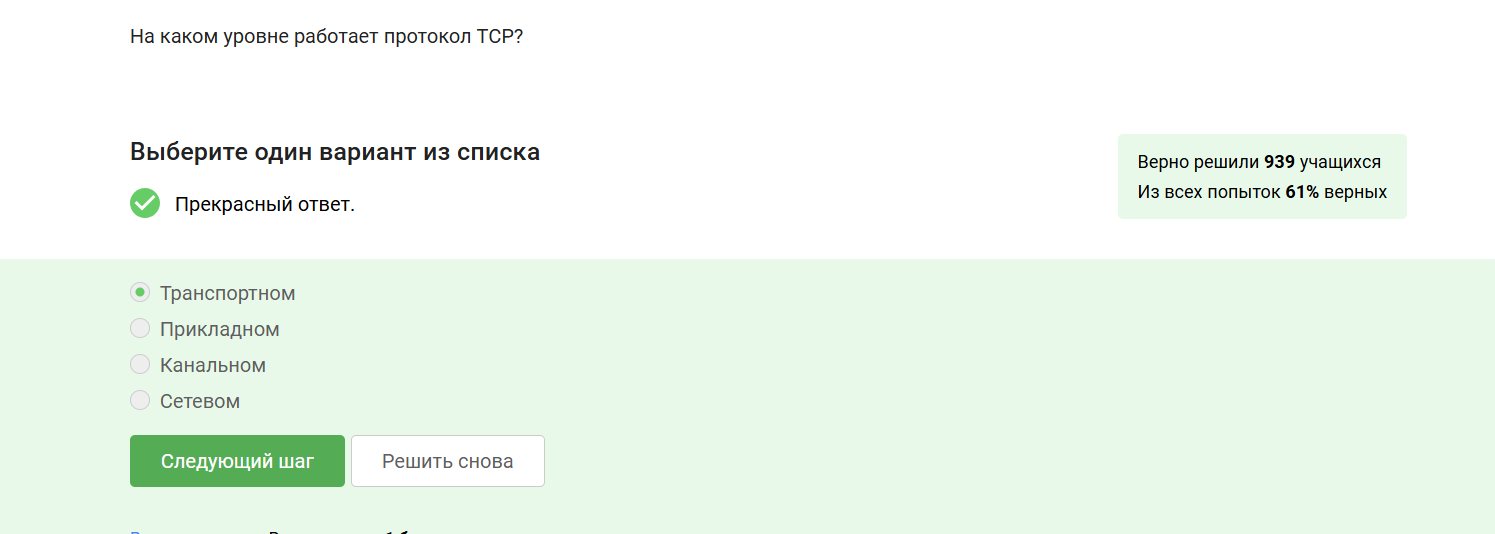 На каком уровне работает протокол TCP?
Выберите один вариант из списка
Верно решили 939 учащихся
Из всех попыток 61% верных
Прекрасный ответ.
Транспортном
Прикладном
Канальном
Сетевом
Следующий шаг
Решить снова